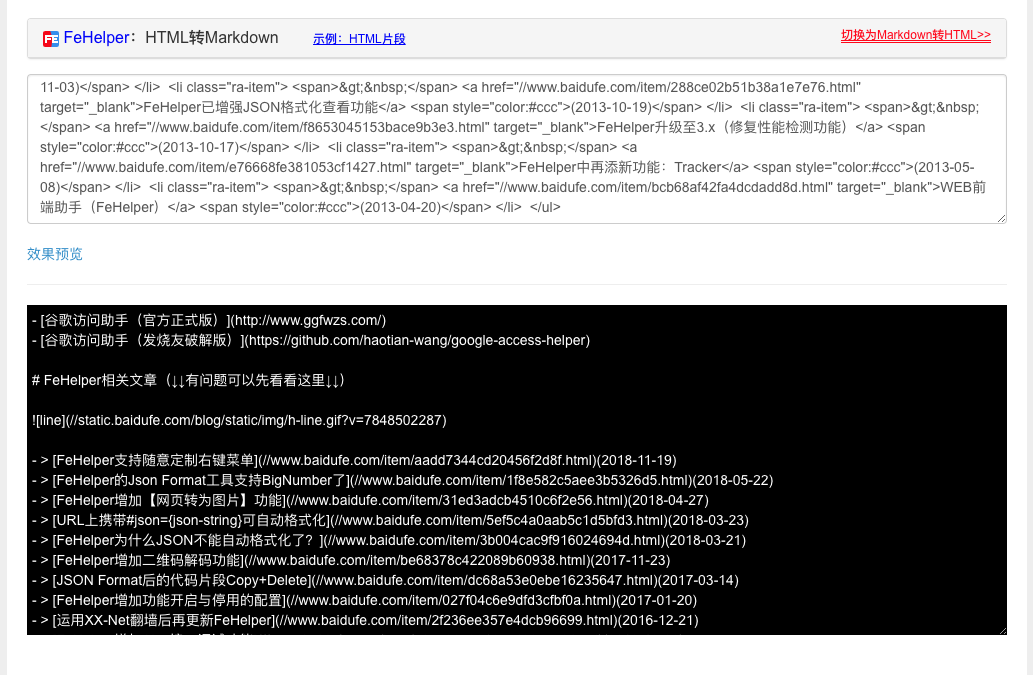 FeHelper：HTML转Markdown 示例：HTML片段 切换为Markdown转HTML>>
11-03)</span> </li>  <li class="ra-item"> <span>&gt;&nbsp;</span> <a href="//www.baidufe.com/item/288ce02b51b38a1e7e76.html"
target="_blank">FeHelper已增强JSON格式化查看功能</a> <span style="color:#ccc">(2013-10-19)</span> </li>  <li class="ra-item"> <span>&gt;&nbsp;
</span> <a href="//www.baidufe.com/item/f8653045153bace9b3e3.html" target="_blank">FeHelper升级至3.x（修复性能检测功能）</a> <span
style="color:#ccc">(2013-10-17)</span> </li>  <li class="ra-item"> <span>&gt;&nbsp;</span> <a
href="//www.baidufe.com/item/e76668fe381053cf1427.html" target="_blank">FeHelper中再添新功能：Tracker</a> <span style="color:#ccc">(2013-05-
08)</span> </li>  <li class="ra-item"> <span>&gt;&nbsp;</span> <a href="//www.baidufe.com/item/bcb68af42fa4dcdadd8d.html" target="_blank">WEB前
端助手（FeHelper）</a> <span style="color:#ccc">(2013-04-20)</span> </li>  </ul>
效果预览
- [谷歌访问助手（官方正式版）](http://www.ggfwzs.com/)
- [谷歌访问助手（发烧友破解版）](https://github.com/haotian-wang/google-access-helper)
# FeHelper相关文章（↓↓有问题可以先看看这里↓↓）
![line](//static.baidufe.com/blog/static/img/h-line.gif?v=7848502287)
- > [FeHelper支持随意定制右键菜单](//www.baidufe.com/item/aadd7344cd20456f2d8f.html)(2018-11-19)
- > [FeHelper的Json Format工具支持BigNumber了](//www.baidufe.com/item/1f8e582c5aee3b5326d5.html)(2018-05-22)
- > [FeHelper增加【网页转为图片】功能](//www.baidufe.com/item/31ed3adcb4510c6f2e56.html)(2018-04-27)
- > [URL上携带#json={json-string}可自动格式化](//www.baidufe.com/item/5ef5c4a0aab5c1d5bfd3.html)(2018-03-23)
- > [FeHelper为什么JSON不能自动格式化了？](//www.baidufe.com/item/3b004cac9f916024694d.html)(2018-03-21)
- > [FeHelper增加二维码解码功能](//www.baidufe.com/item/be68378c422089b60938.html)(2017-11-23)
- > [JSON Format后的代码片段Copy+Delete](//www.baidufe.com/item/dc68a53e0ebe16235647.html)(2017-03-14)
- > [FeHelper增加功能开启与停用的配置](//www.baidufe.com/item/027f04c6e9dfd3cfbf0a.html)(2017-01-20)
- > [运用XX-Net翻墙后再更新FeHelper](//www.baidufe.com/item/2f236ee357e4dcb96699.html)(2016-12-21)